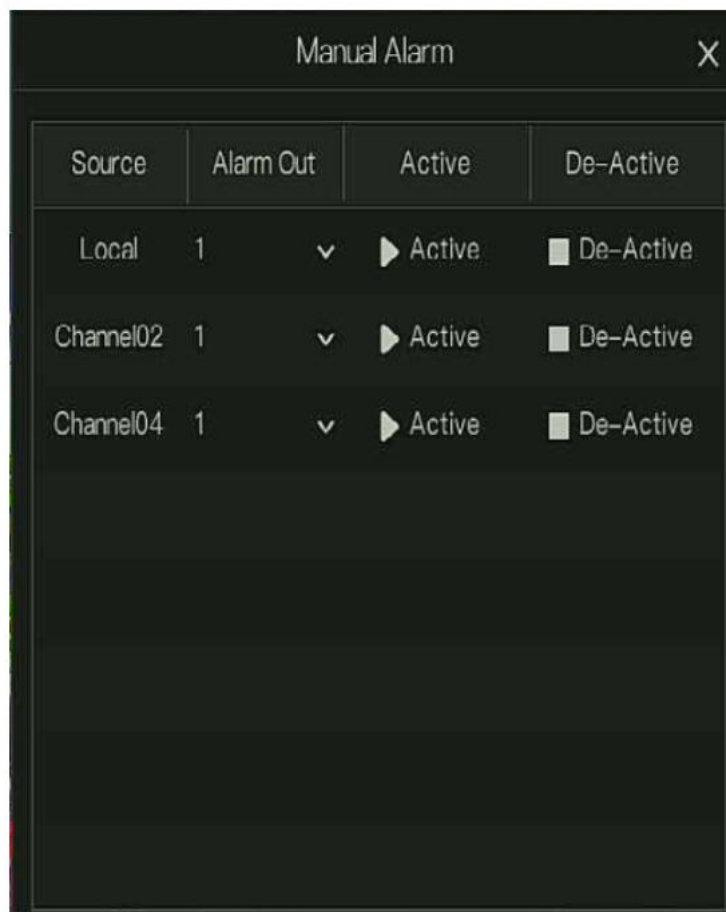 Manual Alarm X
Source Alarm Out Active De-Active
Local 1 Active De-Active
Channel02 1 Active De-Active
Channel04 1 Active De-Active